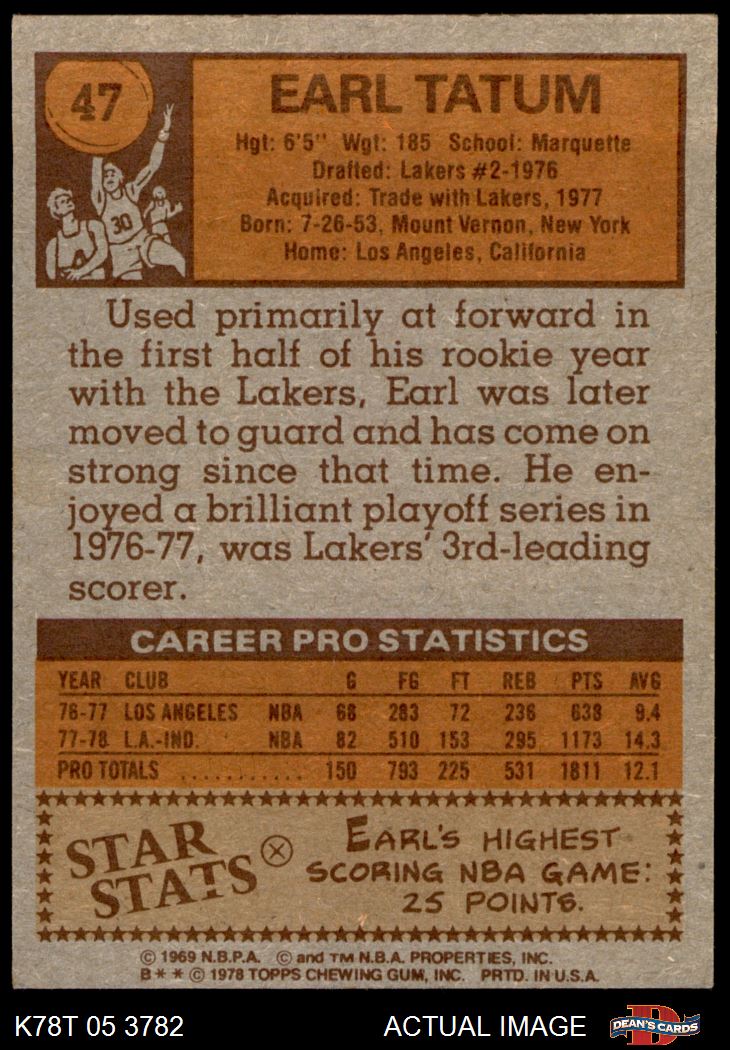 47
EARL TATUM
Hgt: 6'5" Wgt: 185 School: Marquette
Drafted: Lakers #2-1976
Acquired: Trade with Lakers, 1977
Born: 7-26-53, Mount Vernon, New York
Home: Los Angeles, California
30
Used primarily at forward in
the first half of his rookie year
with the Lakers, Earl was later
moved to guard and has come on
strong since that time. He en-
joyed a brilliant playoff series in
1976-77, was Lakers' 3rd-leading
scorer.
CAREER PRO STATISTICS
YEAR CLUB G FG FT REB PTS AVG
76-77 LOS ANGELES NBA 68 283 72 236 638 9.4
77-78 L.A.-IND. NBA 82 510 153 295 1173 14.3
PRO TOTALS ........... 150 793 225 531 1811 12.1
STAR STATS
EARL'S HIGHEST
SCORING NBA GAME:
25 POINTS.
© 1969 N.B.P.A. © and TM N.B.A. PROPERTIES, INC.
B* * © 1978 TOPPS CHEWING GUM, INC. PRTD. IN U.S.A.
K78T 05 3782 ACTUAL IMAGE DEAN'S CARDS